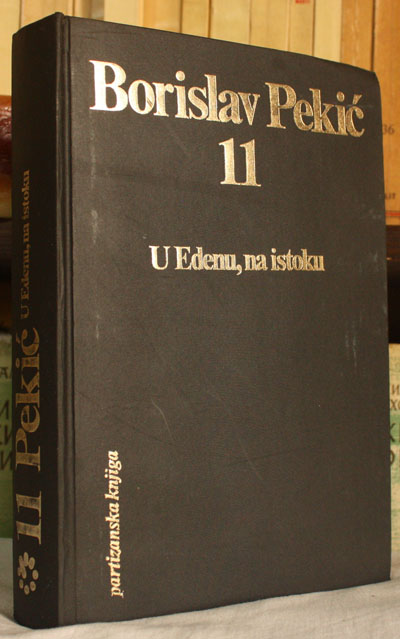 Borislav Pekić
11
U Edenu, na istoku
partizanska knjiga
11 Pekić U Edenu, na istoku